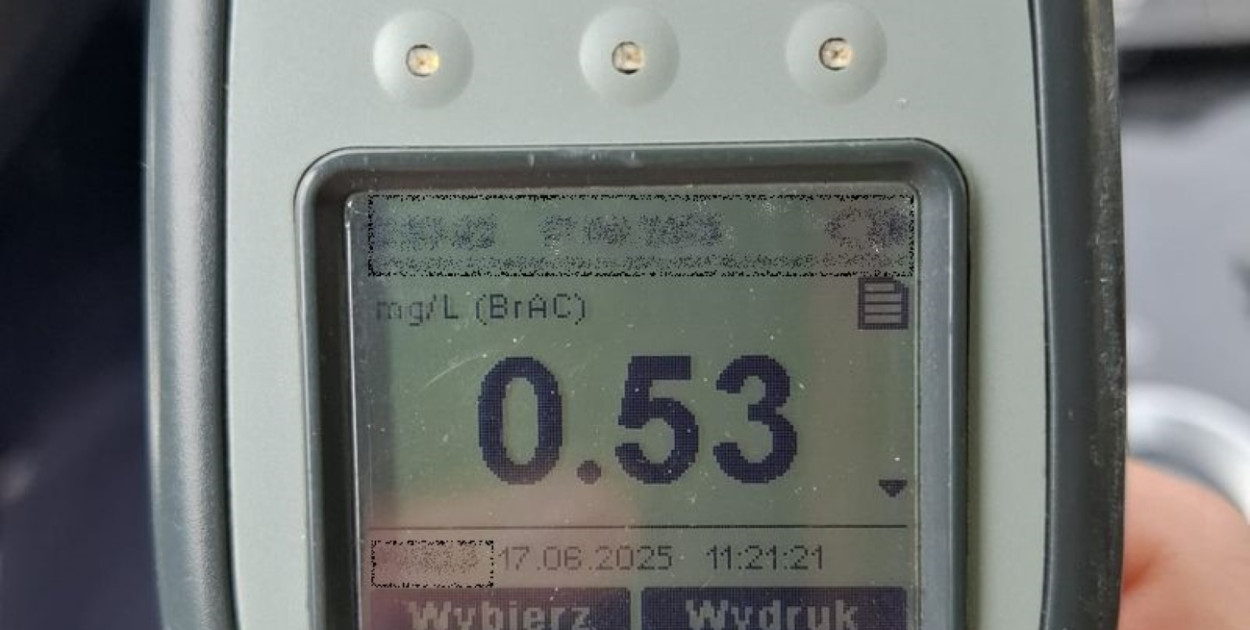 mg/L (BrAC)
0.53
17.06.2025 11:21:21
Wybierz Wydruk